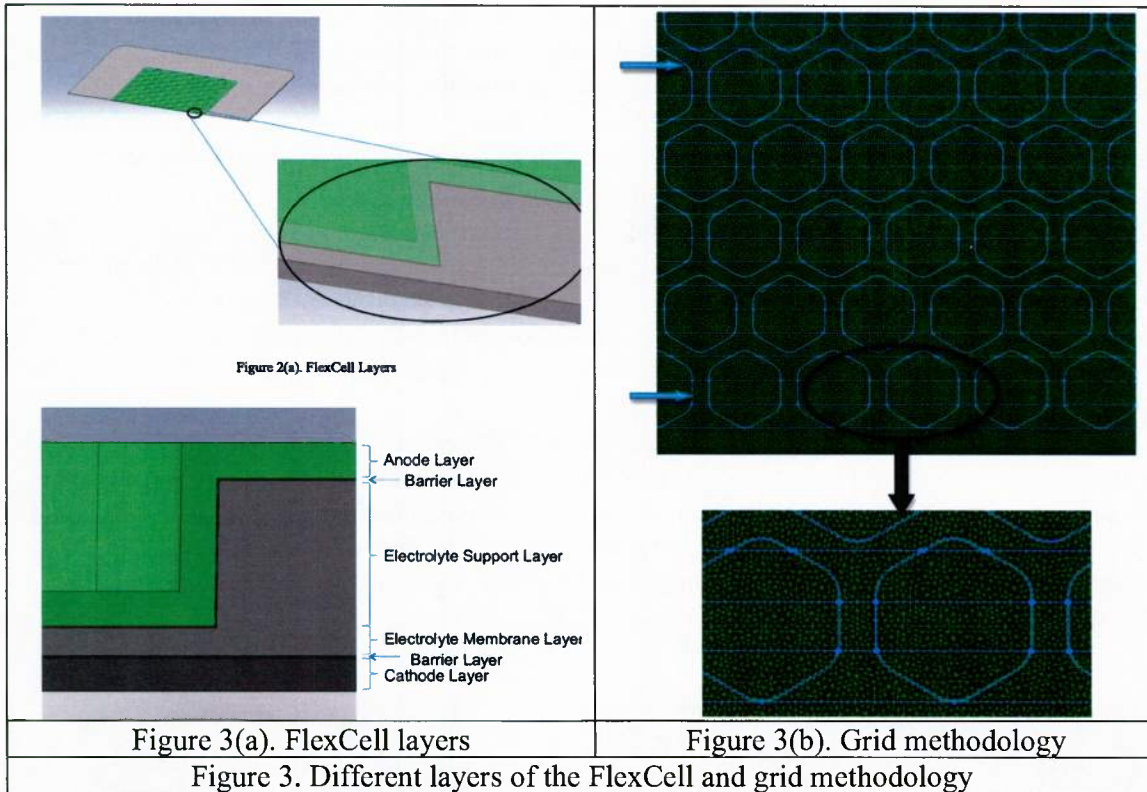 Figure 2(a). FlexCell Layers
Anode Layer
Barrier Layer
Electrolyte Support Layer
Electrolyte Membrane Layer
Barrier Layer
Cathode Layer
Figure 3(a). FlexCell layers
Figure 3(b). Grid methodology
Figure 3. Different layers of the FlexCell and grid methodology